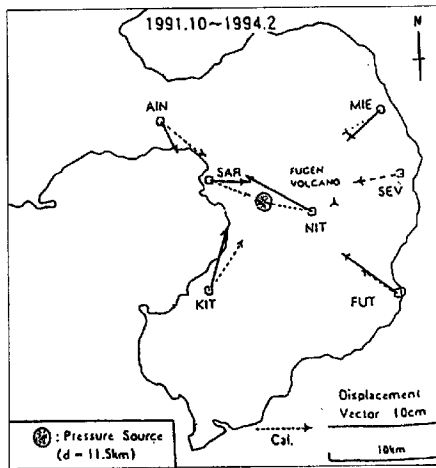 1991.10~1994.2
N
AIN
MIE
SAR
FUGEN
VOLCANO
SEV
NIT
KIT
FUT
Displacement
Vector 10cm
: Pressure Source
(d = 11.5km)
Cal.
10km